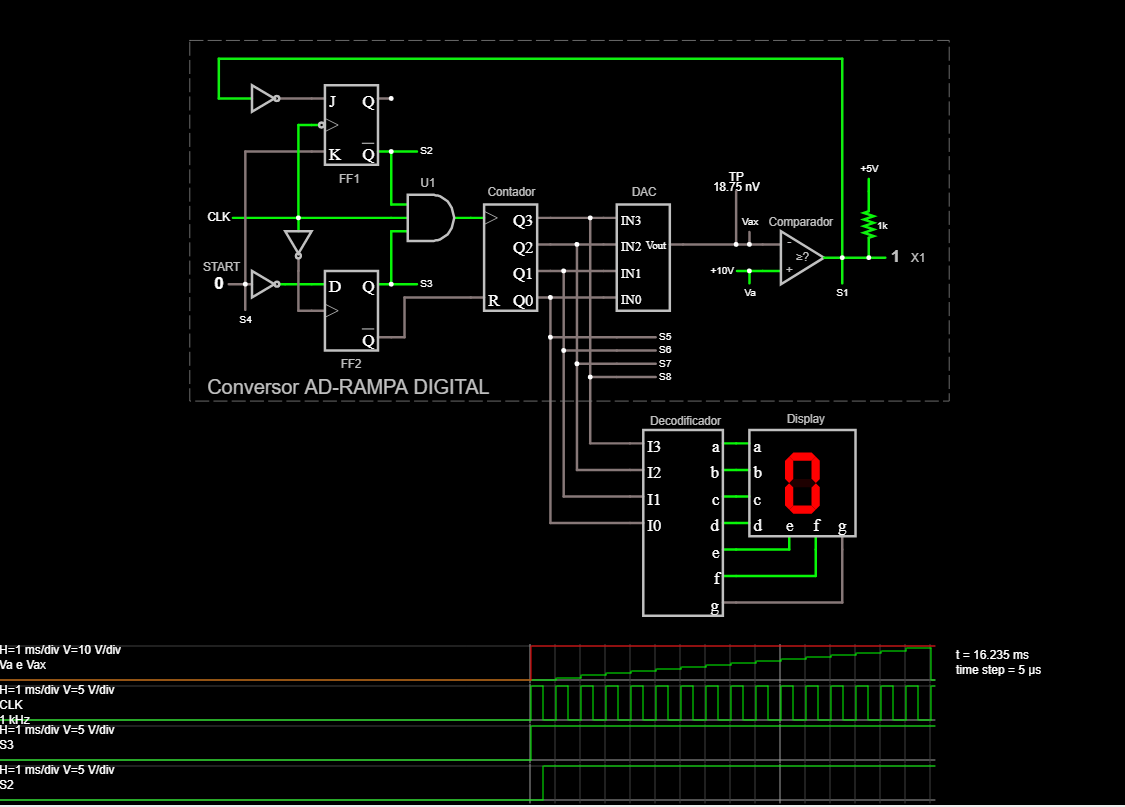 J Q
K Q
FF1
S2
U1
CLK
START
0
S4
D Q
Q
FF2
S3
Contador
Q3
Q2
Q1
R Q0
DAC
IN3
IN2 Vout
IN1
IN0
TP
18.75 nV
Vax
Comparador
-
≥?
+
+10V
Va
+5V
1k
1 X1
S1
S5
S6
S7
S8
Conversor AD-RAMPA DIGITAL
Decodificador
I3 a
I2 b
I1 c
I0 d
e
f
g
Display
a
b
c
d e f g
0
H=1 ms/div V=10 V/div
Va e Vax
H=1 ms/div V=5 V/div
CLK
1 kHz
H=1 ms/div V=5 V/div
S3
H=1 ms/div V=5 V/div
S2
t = 16.235 ms
time step = 5 µs